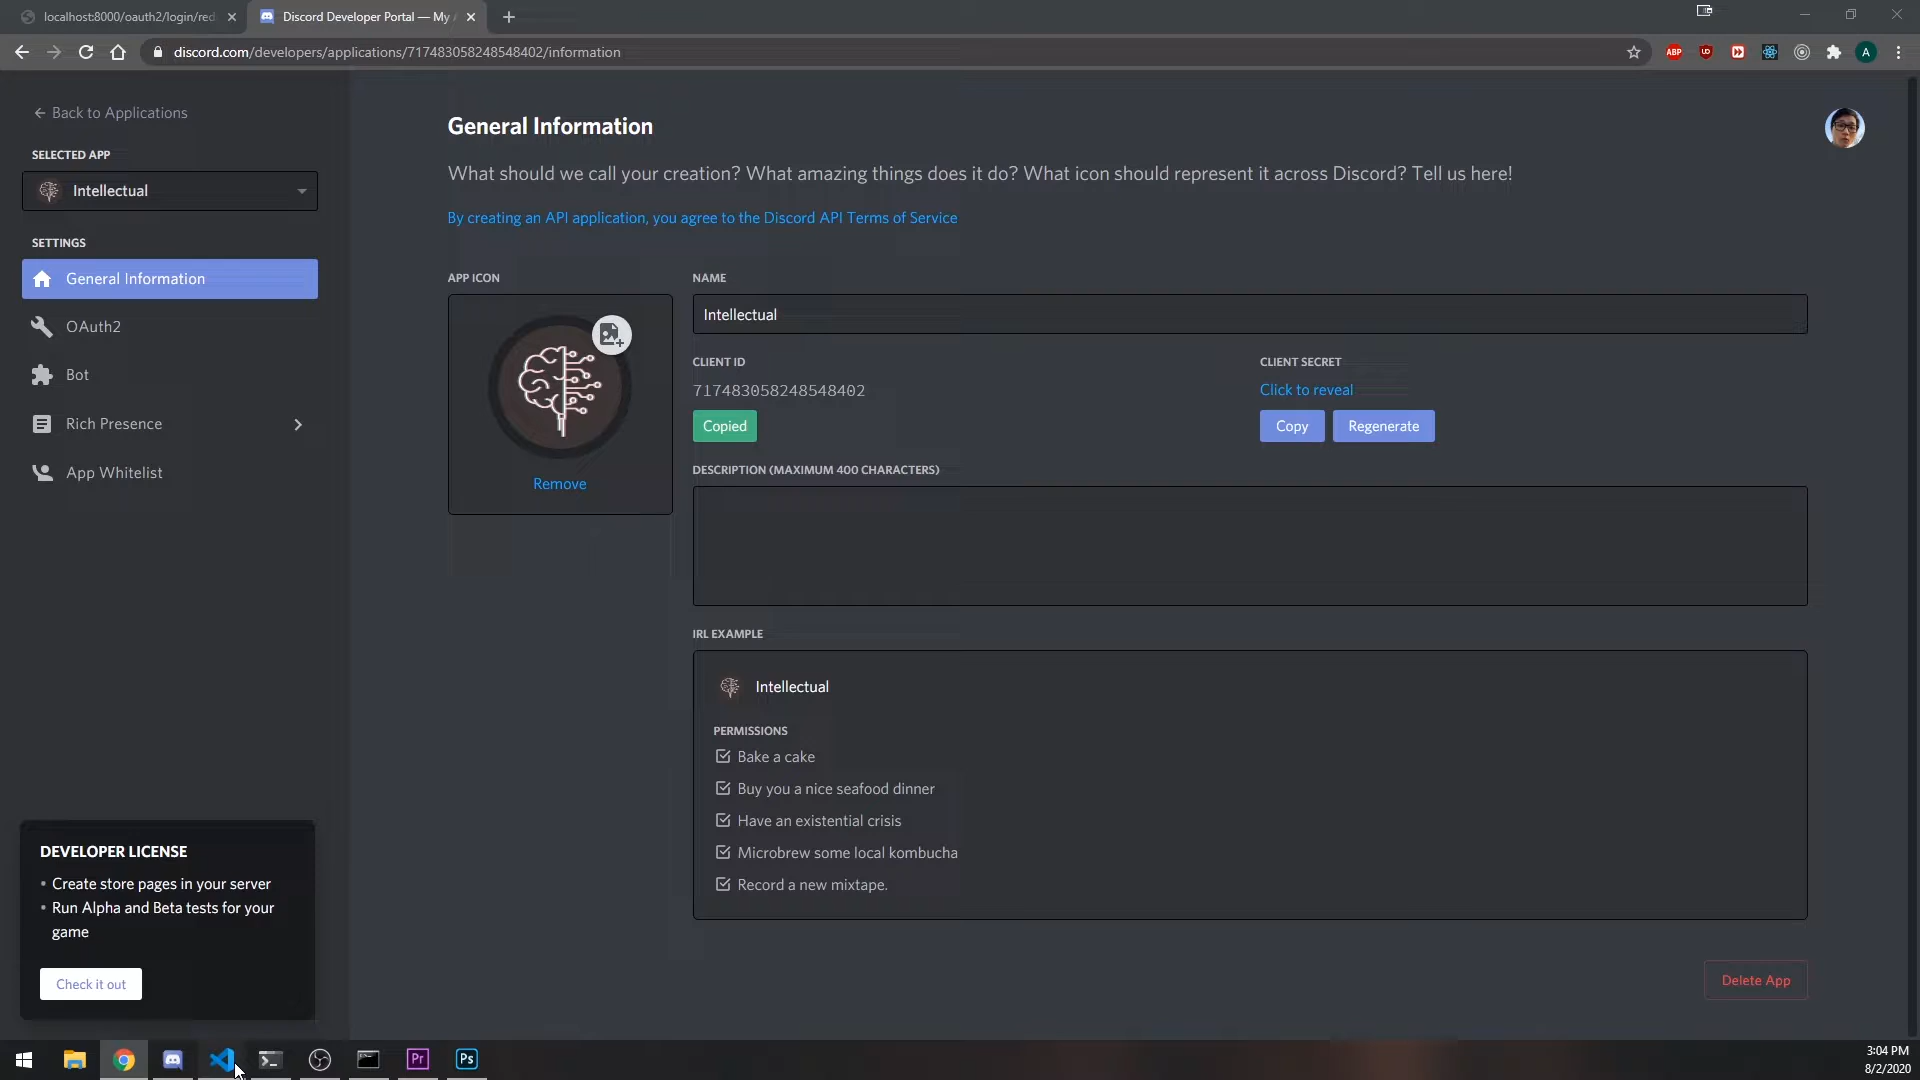 localhost:8000/oauth2/login/red
Discord Developer Portal — My A
discord.com/developers/applications/717483058248548402/information
ABP
A
Back to Applications
SELECTED APP
Intellectual
SETTINGS
General Information
OAuth2
Bot
Rich Presence
App Whitelist
DEVELOPER LICENSE
• Create store pages in your server
• Run Alpha and Beta tests for your
game
Check it out
General Information
What should we call your creation? What amazing things does it do? What icon should represent it across Discord? Tell us here!
By creating an API application, you agree to the Discord API Terms of Service
APP ICON
Remove
NAME
Intellectual
CLIENT ID
717483058248548402
Copied
CLIENT SECRET
Click to reveal
Copy
Regenerate
DESCRIPTION (MAXIMUM 400 CHARACTERS)
IRL EXAMPLE
Intellectual
PERMISSIONS
Bake a cake
Buy you a nice seafood dinner
Have an existential crisis
Microbrew some local kombucha
Record a new mixtape.
Delete App
Pr
Ps
3:04 PM
8/2/2020